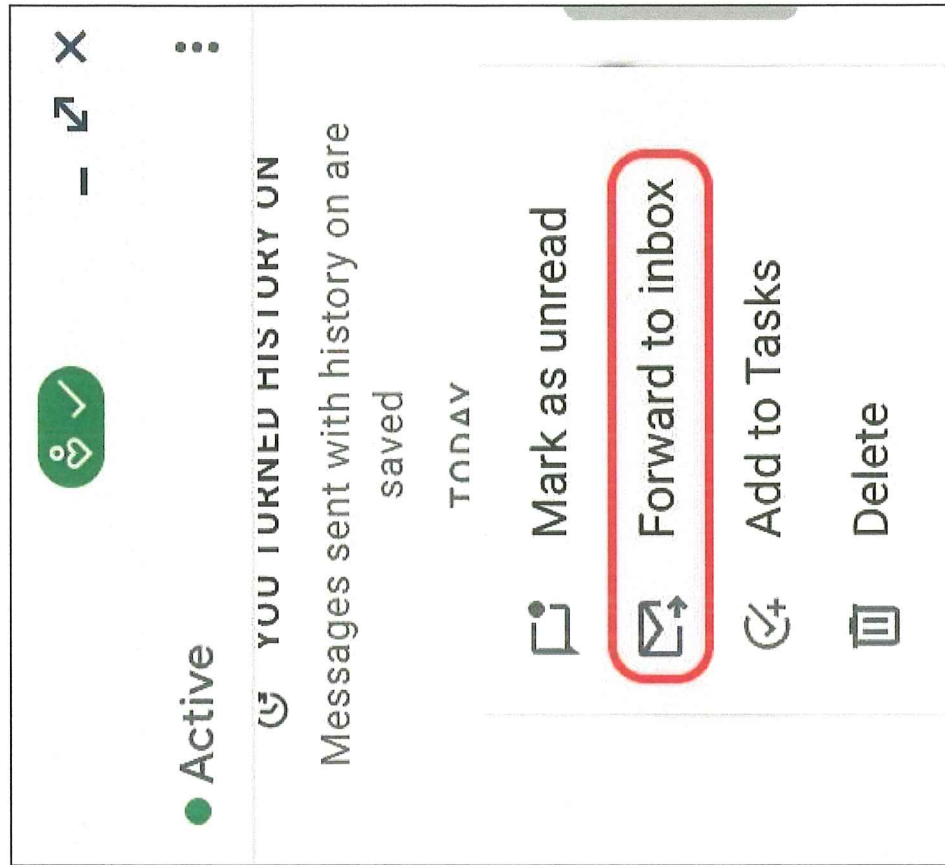 Active
YOU TURNED HISTORY ON
Messages sent with history on are
saved
TODAY
Mark as unread
Forward to inbox
Add to Tasks
Delete